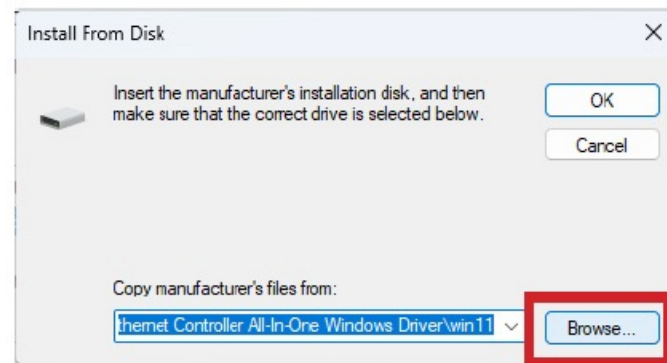 Install From Disk
Insert the manufacturer's installation disk, and then
make sure that the correct drive is selected below.
OK
Cancel
Copy manufacturer's files from:
thernet Controller All-In-One Windows Driver\win11
Browse...